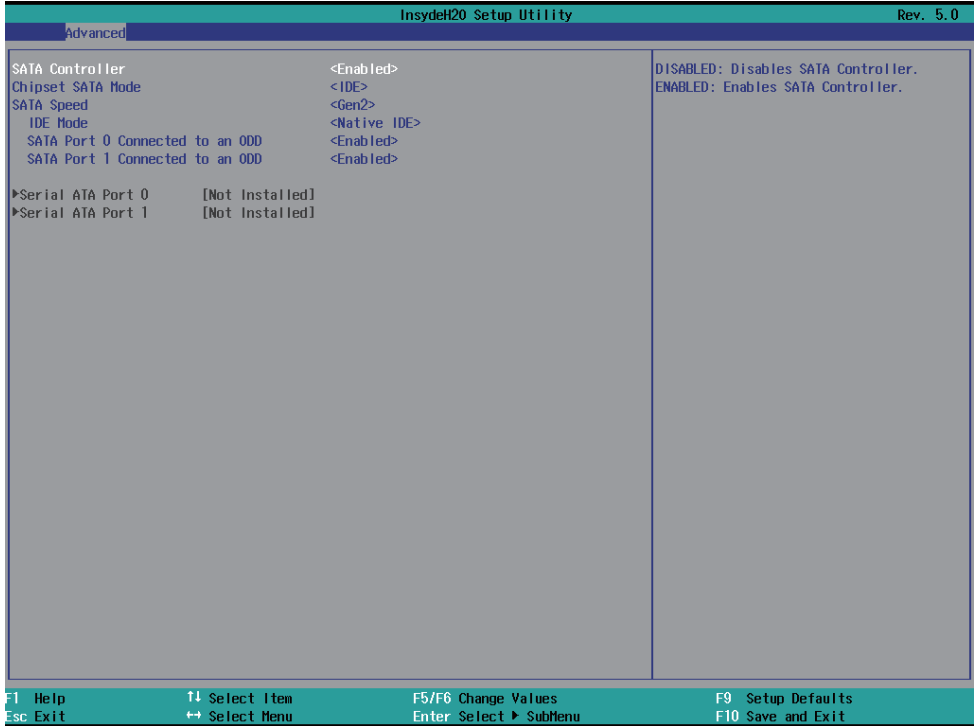 InsydeH20 Setup Utility Rev. 5.0
Advanced
SATA Controller <Enabled>
Chipset SATA Mode <IDE>
SATA Speed <Gen2>
IDE Mode <Native IDE>
SATA Port 0 Connected to an ODD <Enabled>
SATA Port 1 Connected to an ODD <Enabled>
▶Serial ATA Port 0 [Not Installed]
▶Serial ATA Port 1 [Not Installed]
DISABLED: Disables SATA Controller.
ENABLED: Enables SATA Controller.
F1 Help ↑↓ Select Item F5/F6 Change Values F9 Setup Defaults
Esc Exit ↔ Select Menu Enter Select ▶ SubMenu F10 Save and Exit